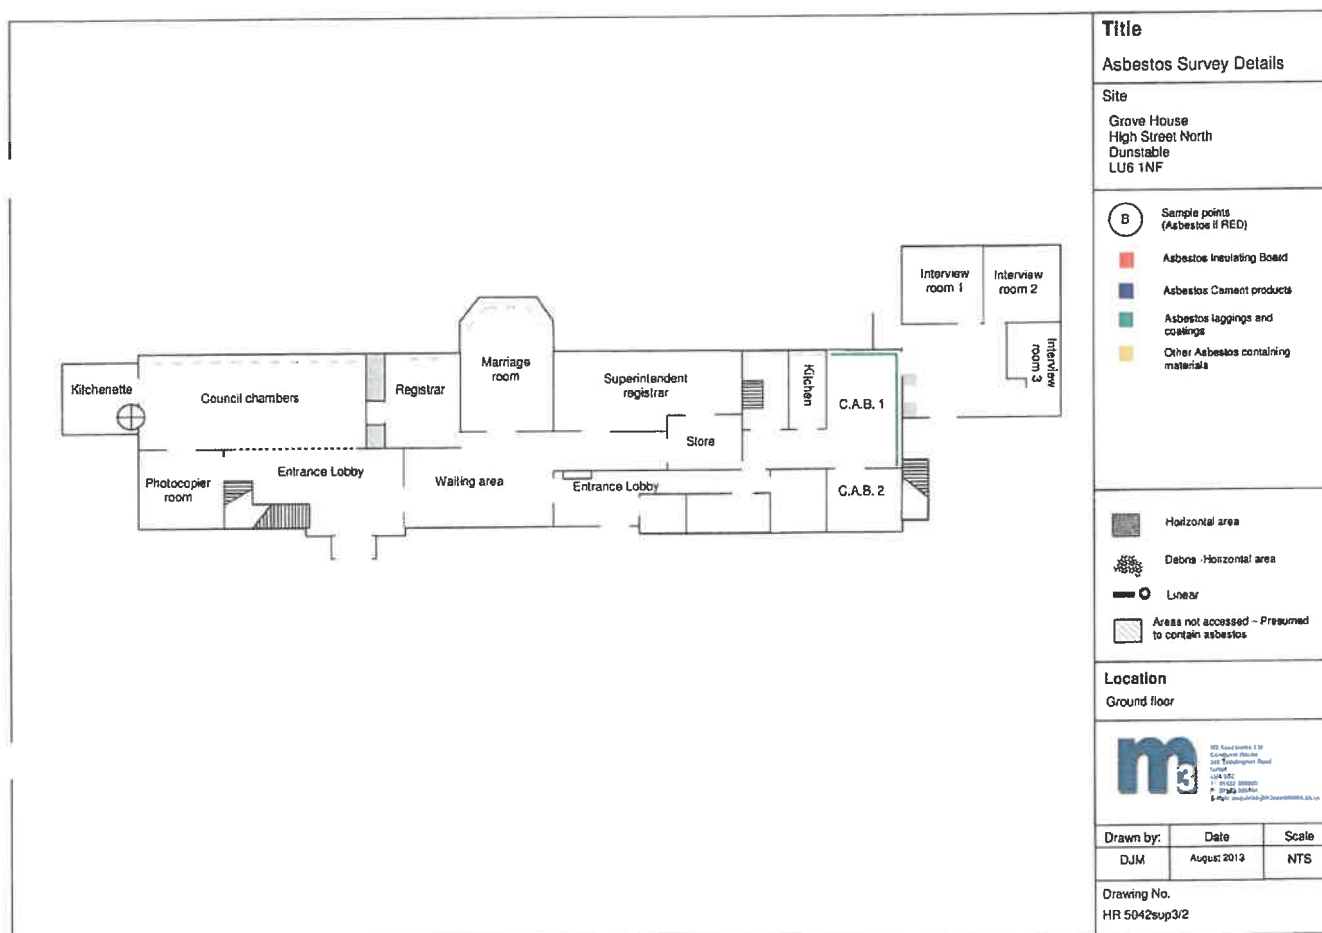 Title
Asbestos Survey Details
Site
Grove House
High Street North
Dunstable
LU6 1NF
B
Sample points
(Asbestos if RED)
Asbestos Insulating Board
Asbestos Cement products
Asbestos laggings and
coatings
Other Asbestos containing
materials
Horizontal area
Debris -Horizontal area
Linear
Areas not accessed - Presumed
to contain asbestos
Location
Ground floor
m3
Drawn by:
Date
Scale
DJM
August 2013
NTS
Drawing No.
HR 5042sup3/2
Interview
room 1
Interview
room 2
Interview
room 3
Kitchenette
Council chambers
Registrar
Marriage
room
Superintendent
registrar
Kitchen
C.A.B. 1
Store
Photocopier
room
Entrance Lobby
Waiting area
Entrance Lobby
C.A.B. 2